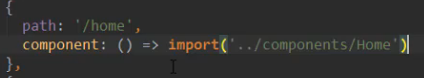 {
path: '/home',
component: () => import('../components/Home')
},